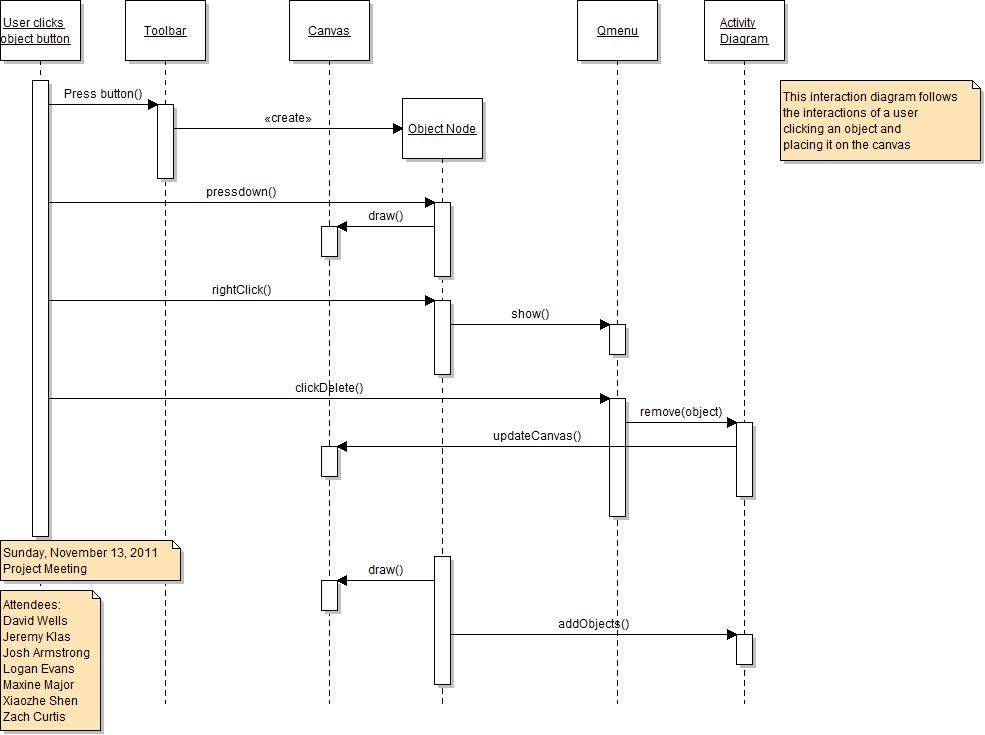 User clicks
object button
Toolbar
Canvas
Qmenu
Activity
Diagram
Press button()
«create»
Object Node
This interaction diagram follows
the interactions of a user
clicking an object and
placing it on the canvas
pressdown()
draw()
rightClick()
show()
clickDelete()
remove(object)
updateCanvas()
Sunday, November 13, 2011
Project Meeting
draw()
addObjects()
Attendees:
David Wells
Jeremy Klas
Josh Armstrong
Logan Evans
Maxine Major
Xiaozhe Shen
Zach Curtis